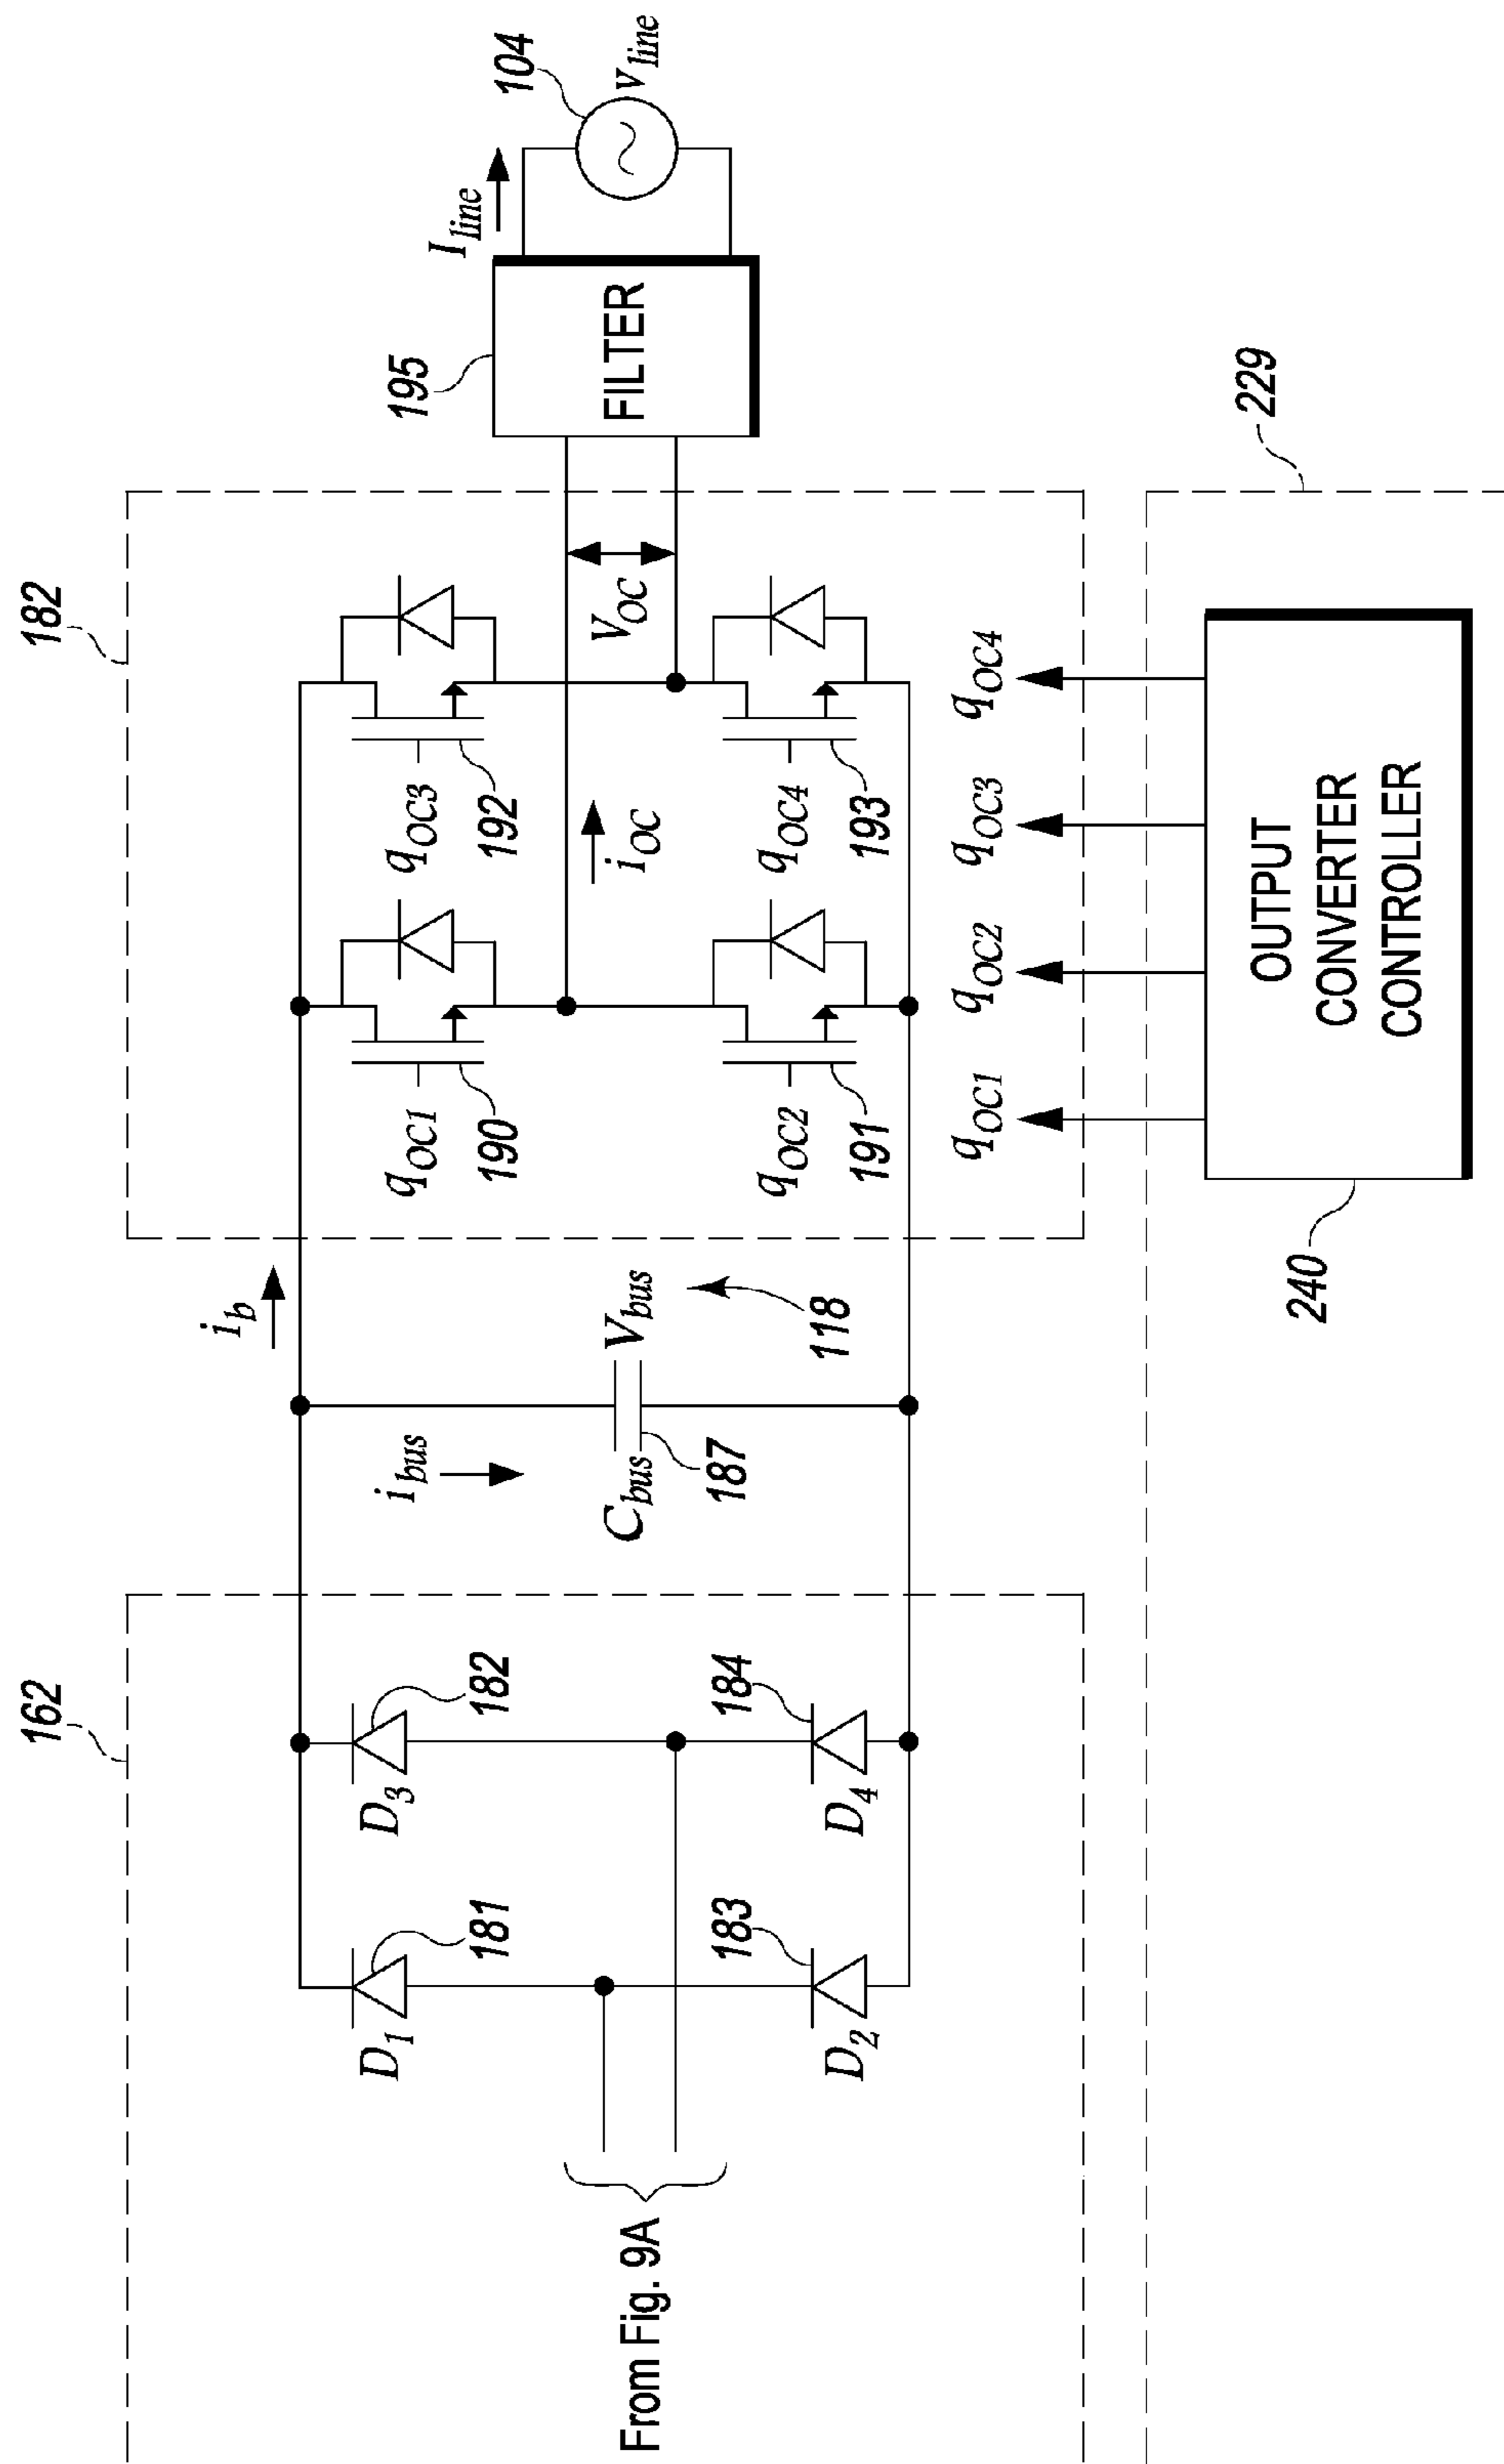 162
182
i_b
I_line
104
v_line
195
FILTER
D_1
181
D_3
182
i_bus
C_bus
187
V_bus
118
q_OC1
190
q_OC3
192
i_OC
V_OC
From Fig. 9A
D_2
183
D_4
184
q_OC2
191
q_OC4
193
q_OC1
q_OC2
q_OC3
q_OC4
229
240
OUTPUT
CONVERTER
CONTROLLER